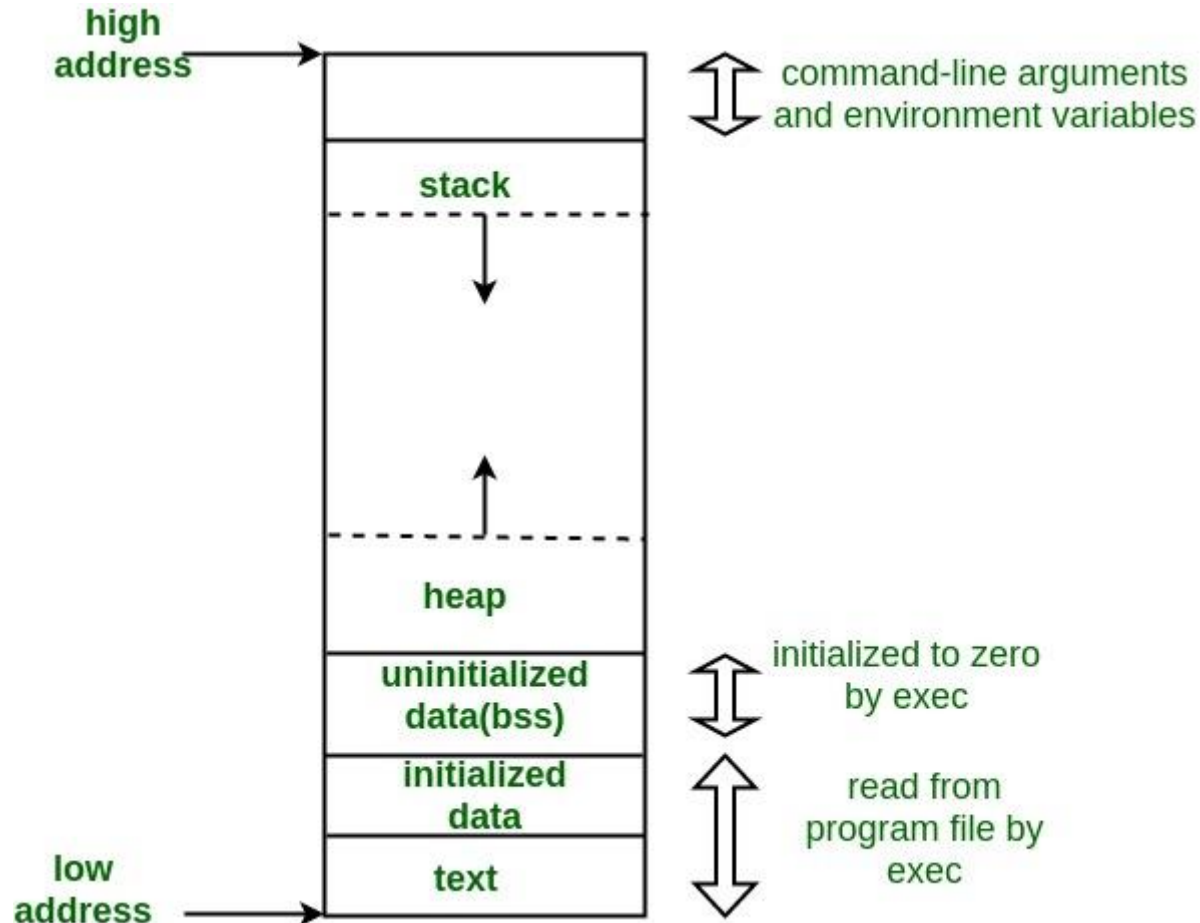 high
address
command-line arguments
and environment variables
stack
heap
uninitialized
data(bss)
initialized to zero
by exec
initialized
data
read from
program file by
exec
text
low
address